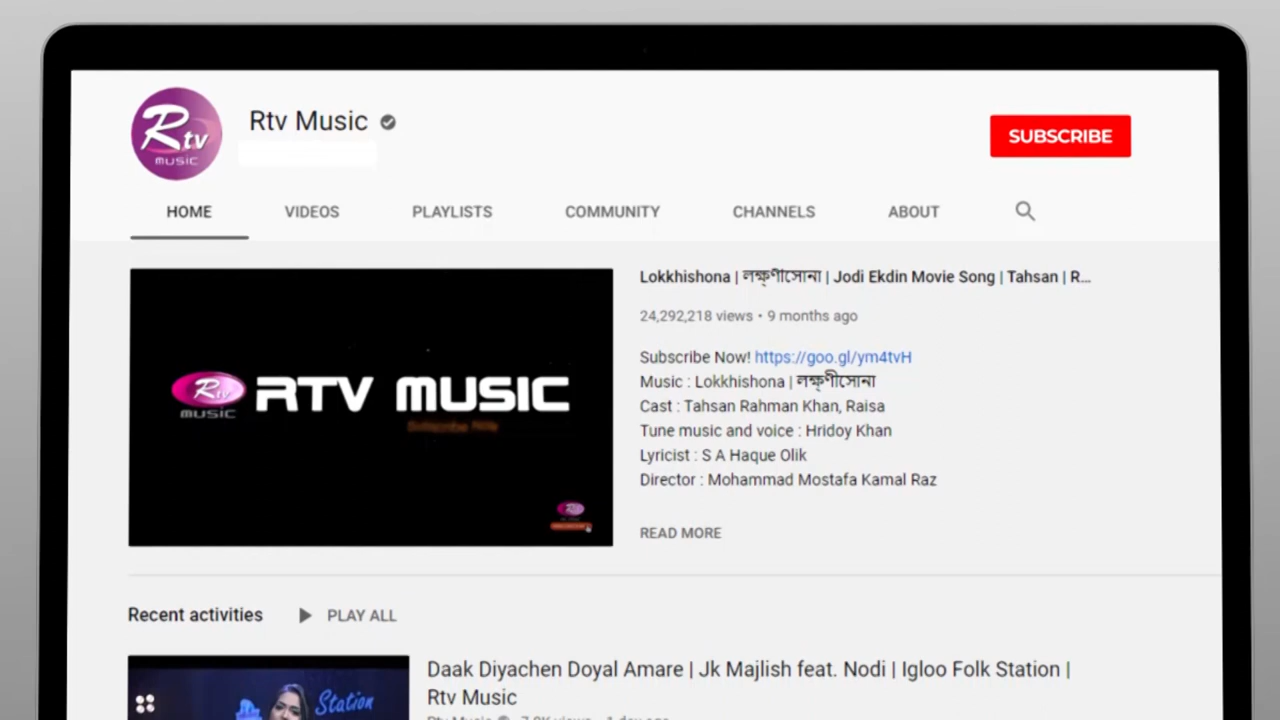 Rtv
MUSIC
Rtv Music
SUBSCRIBE
HOME
VIDEOS
PLAYLISTS
COMMUNITY
CHANNELS
ABOUT
Rtv
MUSIC
RTV MUSIC
Subscribe Now
Lokkhishona | লক্ষ্ণীসোনা | Jodi Ekdin Movie Song | Tahsan | R...
24,292,218 views • 9 months ago
Subscribe Now! https://goo.gl/ym4tvH
Music : Lokkhishona | লক্ষ্ণীসোনা
Cast : Tahsan Rahman Khan, Raisa
Tune music and voice : Hridoy Khan
Lyricist : S A Haque Olik
Director : Mohammad Mostafa Kamal Raz
READ MORE
Recent activities
PLAY ALL
Station
Daak Diyachen Doyal Amare | Jk Majlish feat. Nodi | Igloo Folk Station |
Rtv Music